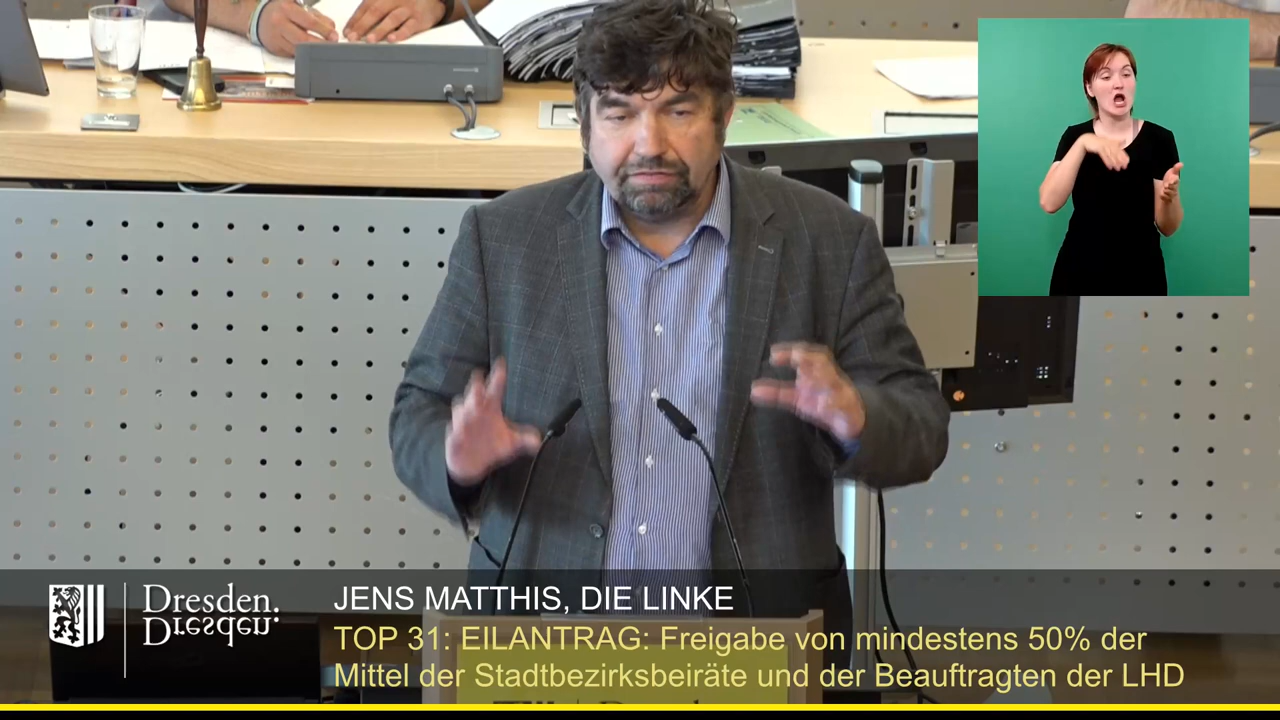 Dresden.
Dresden.
JENS MATTHIS, DIE LINKE
TOP 31: EILANTRAG: Freigabe von mindestens 50% der
Mittel der Stadtbezirksbeiräte und der Beauftragten der LHD